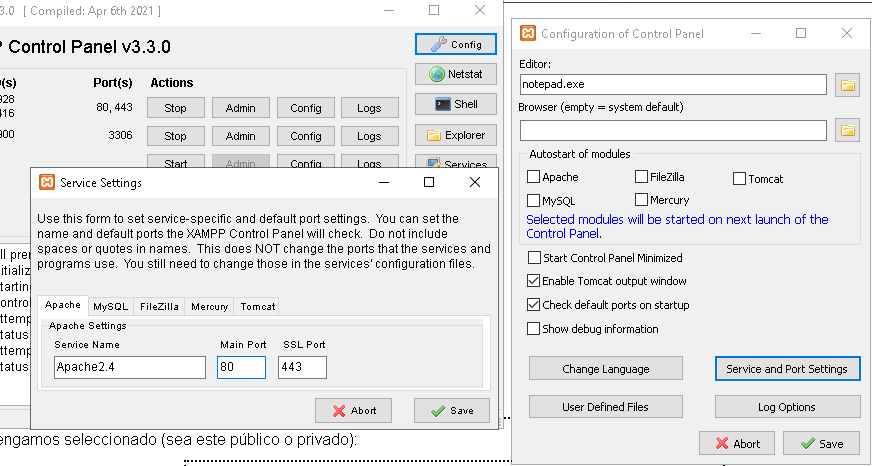 3.0 [ Compiled: Apr 6th 2021 ]
P Control Panel v3.3.0
Config
(s) Port(s) Actions
Netstat
928
416
80, 443 Stop Admin Config Logs
Shell
900 3306 Stop Admin Config Logs
Explorer
Start Admin Config Logs
Services
Service Settings
Use this form to set service-specific and default port settings. You can set the
name and default ports the XAMPP Control Panel will check. Do not include
spaces or quotes in names. This does NOT change the ports that the services and
programs use. You still need to change those in the services' configuration files.
Apache MySQL FileZilla Mercury Tomcat
Apache Settings
Service Name Main Port SSL Port
Apache2.4 80 443
Abort Save
ll prer
nitializ
tarting
ontrol
ttemp
tatus
ttemp
tatus
engamos seleccionado (sea este público o privado):
Configuration of Control Panel
Editor:
notepad.exe
Browser (empty = system default)
Autostart of modules
Apache FileZilla Tomcat
MySQL Mercury
Selected modules will be started on next launch of the
Control Panel.
Start Control Panel Minimized
Enable Tomcat output window
Check default ports on startup
Show debug information
Change Language Service and Port Settings
User Defined Files Log Options
Abort Save